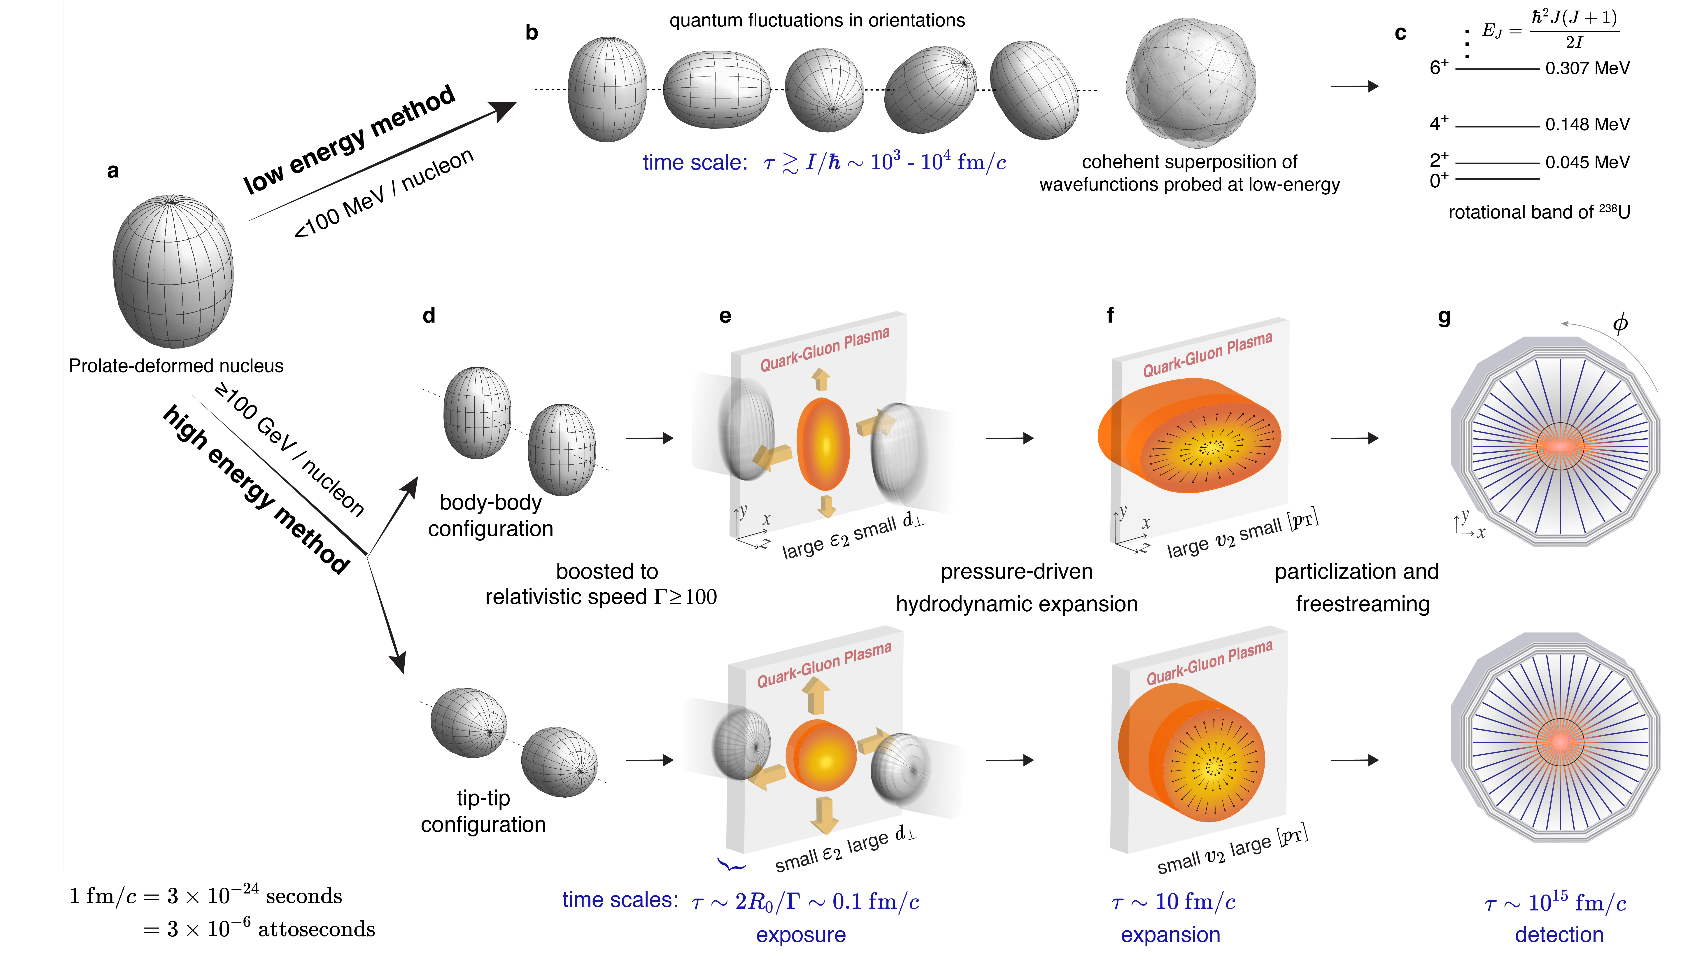 a
Prolate-deformed nucleus
low energy method
<100 MeV / nucleon
≥100 GeV / nucleon
high energy method
b
quantum fluctuations in orientations
time scale: τ ≳ I/ħ ∼ 10³ - 10⁴ fm/c
cohehent superposition of
wavefunctions probed at low-energy
c
E_J = ħ²J(J + 1) / 2I
6⁺ 0.307 MeV
4⁺ 0.148 MeV
2⁺ 0.045 MeV
0⁺
rotational band of ²³⁸U
d
body-body
configuration
boosted to
relativistic speed Γ≥100
tip-tip
configuration
e
Quark-Gluon Plasma
y
x
z
large ε₂ small d⊥
Quark-Gluon Plasma
small ε₂ large d⊥
f
Quark-Gluon Plasma
y
x
z
large v₂ small [p_T]
pressure-driven
hydrodynamic expansion
Quark-Gluon Plasma
small v₂ large [p_T]
g
ϕ
y
x
particlization and
freestreaming
1 fm/c = 3 × 10⁻²⁴ seconds
= 3 × 10⁻⁶ attoseconds
time scales: τ ∼ 2R₀/Γ ∼ 0.1 fm/c
exposure
τ ∼ 10 fm/c
expansion
τ ∼ 10¹⁵ fm/c
detection